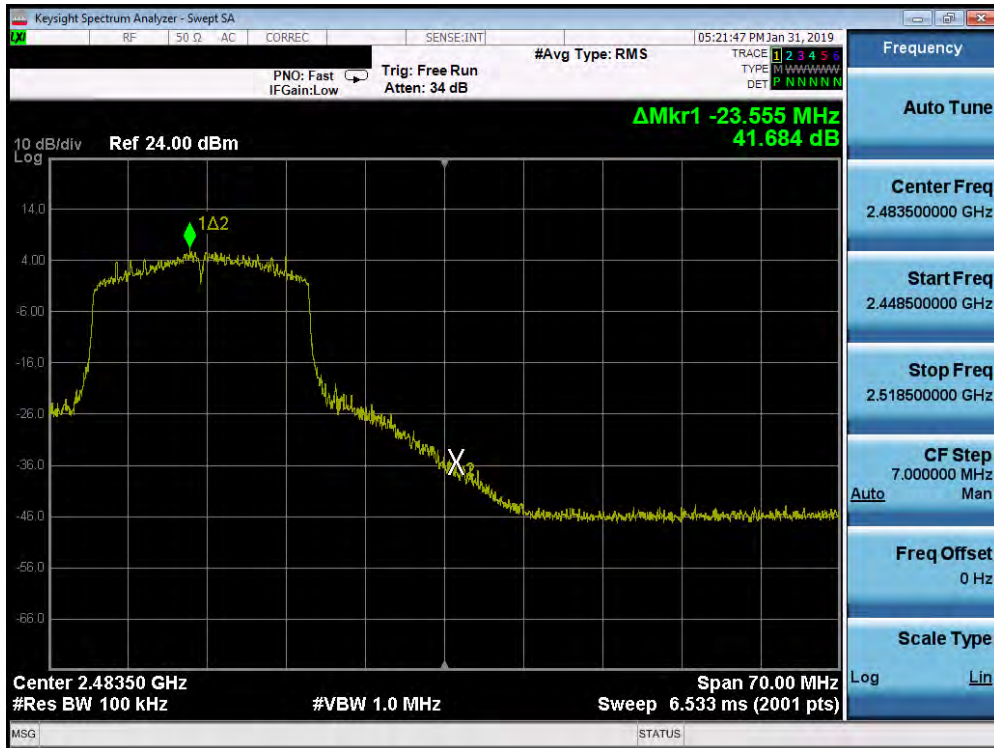 Keysight Spectrum Analyzer - Swept SA
LXI RF 50 Ω AC CORREC SENSE:INT 05:21:47 PM Jan 31, 2019
PNO: Fast
IFGain:Low
Trig: Free Run
Atten: 34 dB
#Avg Type: RMS
TRACE 1 2 3 4 5 6
TYPE M WWWWW
DET P N N N N N
ΔMkr1 -23.555 MHz
41.684 dB
10 dB/div
Log
Ref 24.00 dBm
14.0
4.00
-6.00
-16.0
-26.0
-36.0
-46.0
-56.0
-66.0
1Δ2
X2
Center 2.48350 GHz
#Res BW 100 kHz
#VBW 1.0 MHz
Span 70.00 MHz
Sweep 6.533 ms (2001 pts)
MSG
STATUS
Frequency
Auto Tune
Center Freq
2.483500000 GHz
Start Freq
2.448500000 GHz
Stop Freq
2.518500000 GHz
CF Step
7.000000 MHz
Auto Man
Freq Offset
0 Hz
Scale Type
Log Lin